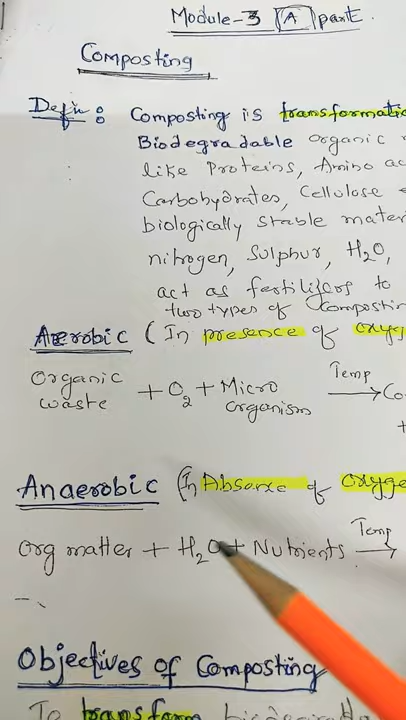 Module-3 (A) part.
Composting
Defn: Composting is transformatio
Biodegradable organic
like Proteins, Amino ac
Carbohydrates, Cellulose
biologically stable mater
nitrogen, Sulphur, H2O,
act as fertilifers to
two types of Compostin
Aerobic (In presence of oxyg
Organic waste + O2 + Micro organism Temp → Co
+
Anaerobic (In Absence of oxyge
Org matter + H2O + Nutrients Temp →
Objectives of Composting
To transform